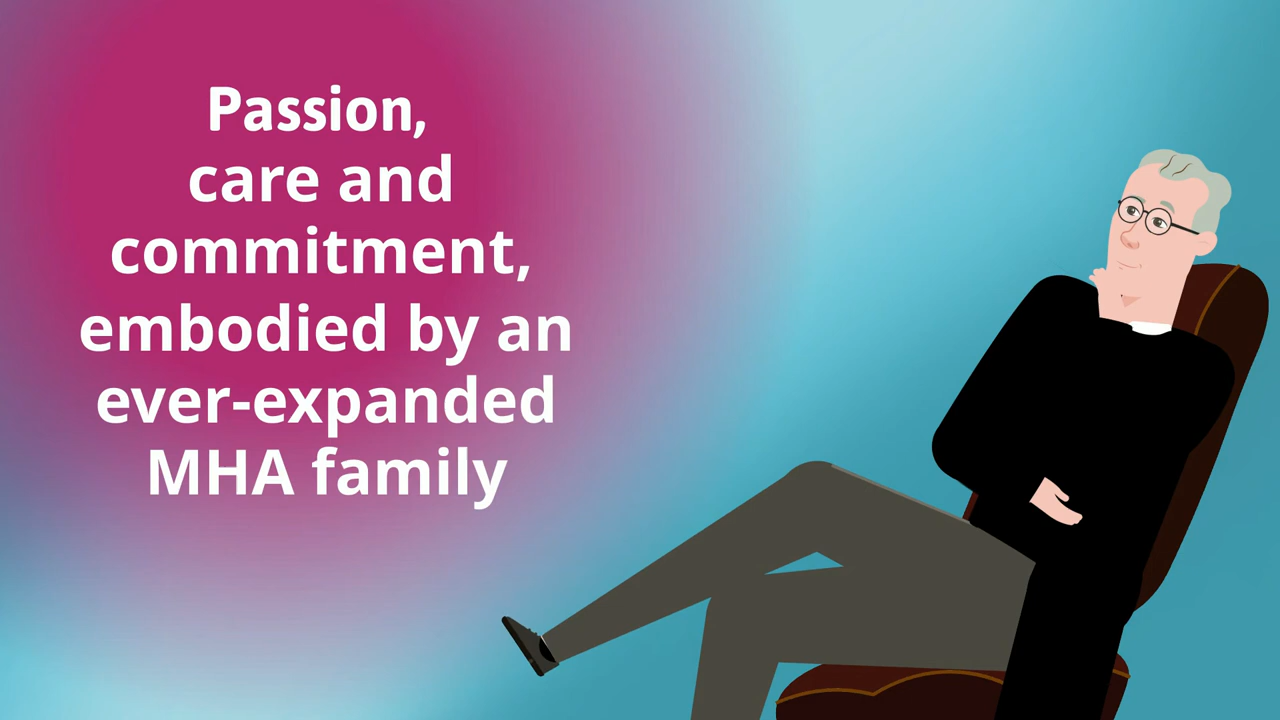 Passion,
care and
commitment,
embodied by an
ever-expanded
MHA family